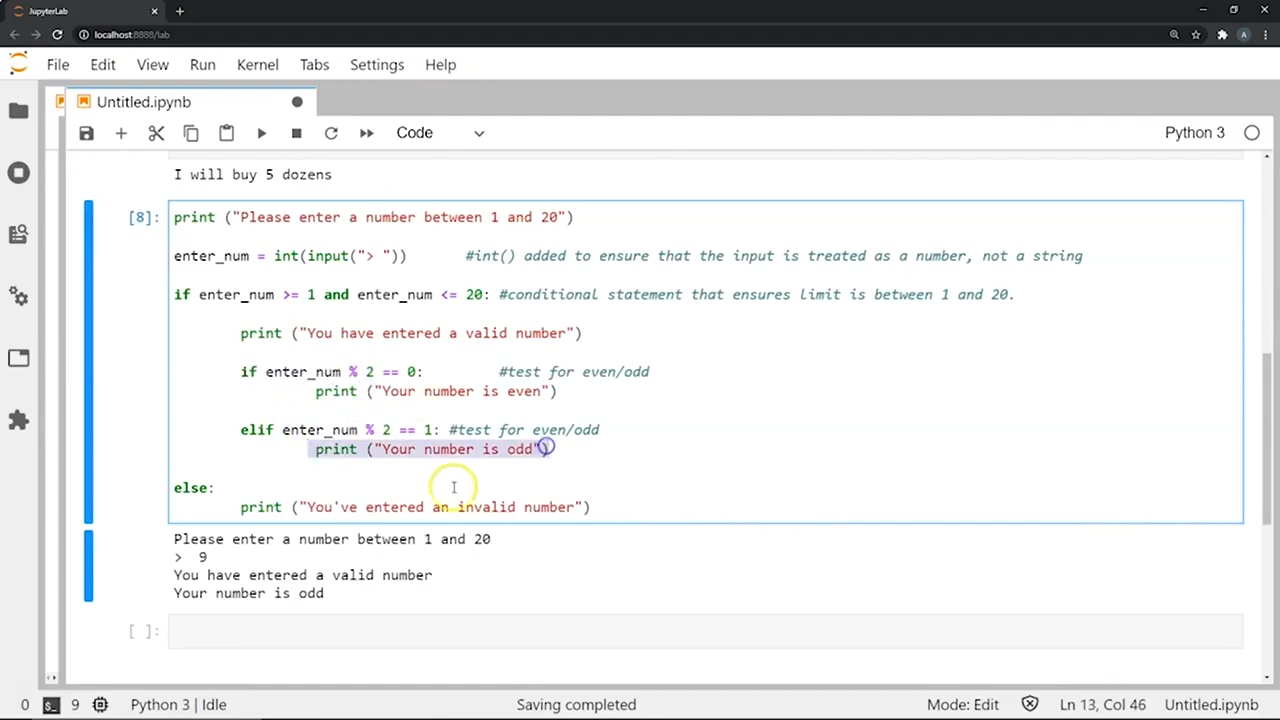 JupyterLab
localhost:8888/lab
A
File Edit View Run Kernel Tabs Settings Help
Untitled.ipynb
Code Python 3
I will buy 5 dozens
[8]: print ("Please enter a number between 1 and 20")
enter_num = int(input("> ")) #int() added to ensure that the input is treated as a number, not a string
if enter_num >= 1 and enter_num <= 20: #conditional statement that ensures limit is between 1 and 20.
print ("You have entered a valid number")
if enter_num % 2 == 0: #test for even/odd
print ("Your number is even")
elif enter_num % 2 == 1: #test for even/odd
print ("Your number is odd")
else:
print ("You've entered an invalid number")
Please enter a number between 1 and 20
> 9
You have entered a valid number
Your number is odd
[ ]:
0 $_ 9 Python 3 | Idle Saving completed Mode: Edit Ln 13, Col 46 Untitled.ipynb